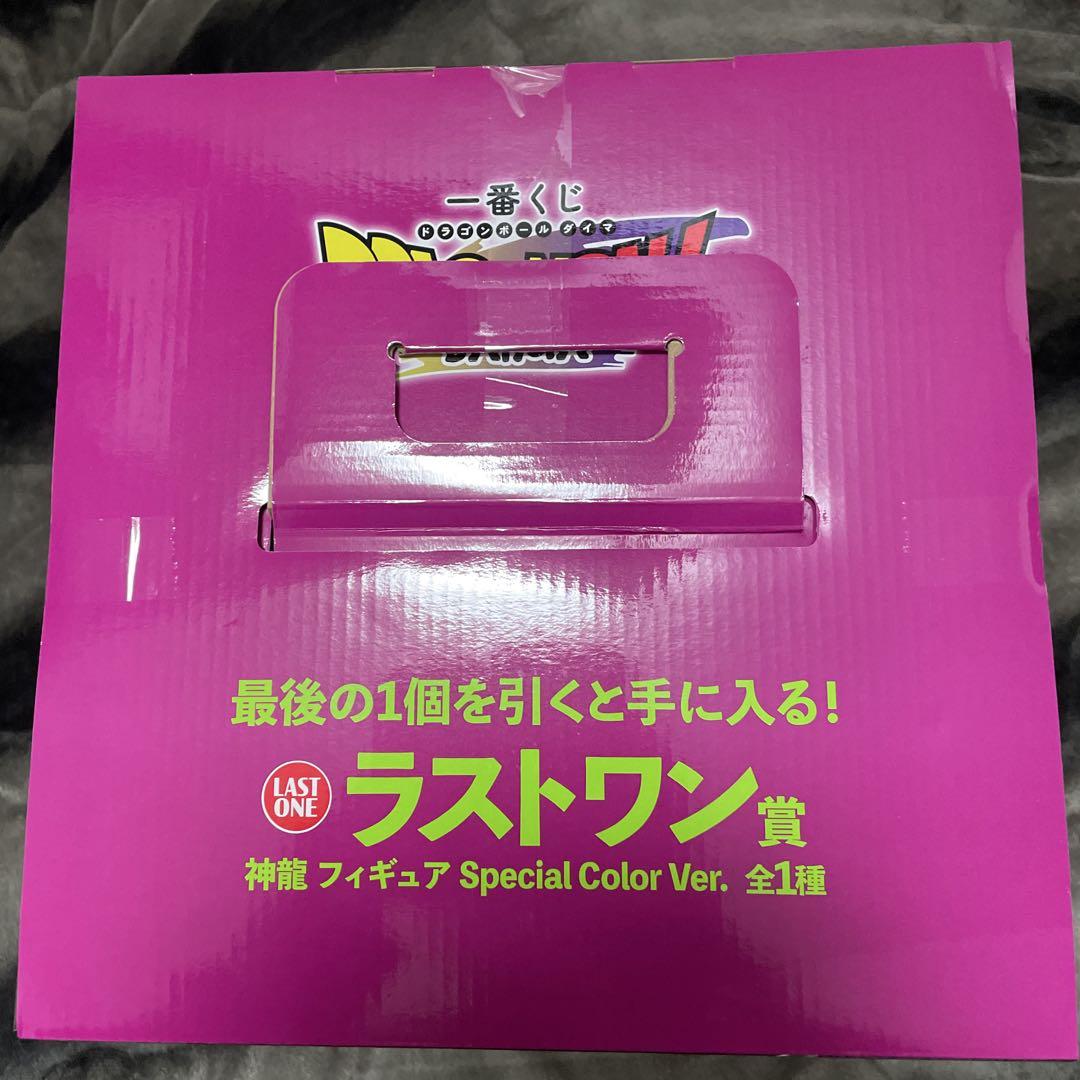 一番くじ
ドラゴンボール ダイマ
最後の1個を引くと手に入る!
LAST
ONE
ラストワン賞
神龍 フィギュア Special Color Ver. 全1種